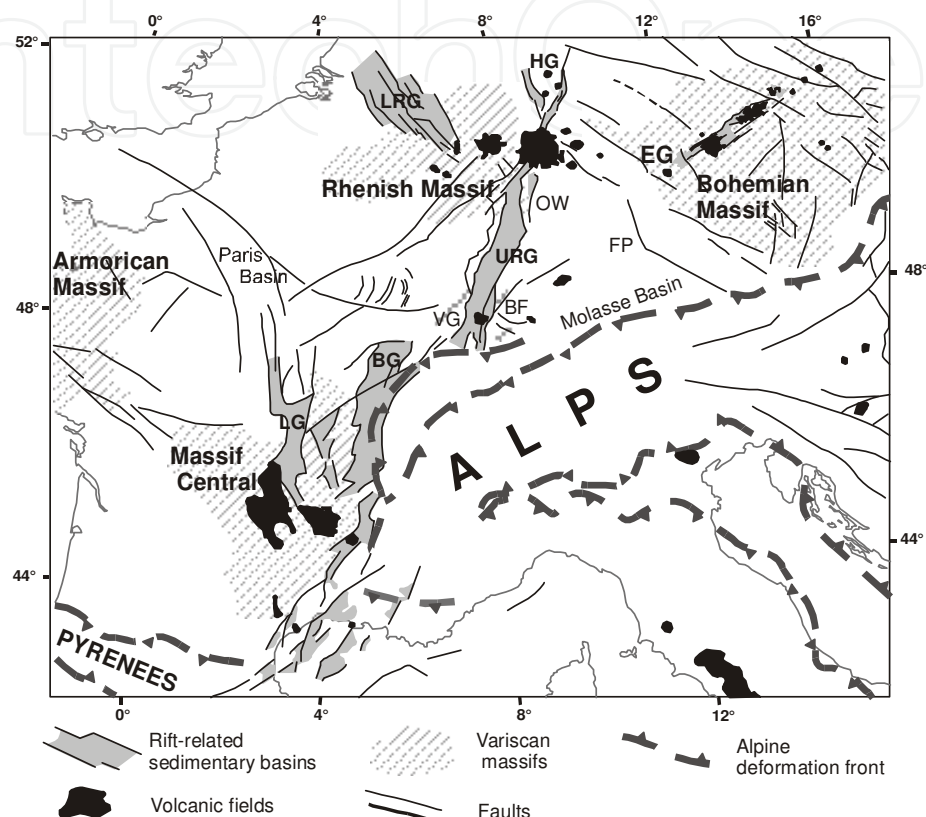 0° 4° 8° 12° 16°
52°
HG
LRG
EG
Rhenish Massif
Bohemian
Massif
OW
Paris
Basin
URG
FP
Armorican
Massif
48°
48°
VG
BF
Molasse Basin
BG
ALPS
LG
Massif
Central
44°
44°
PYRENEES
0° 4° 8° 12°
Rift-related
sedimentary basins
Variscan
massifs
Alpine
deformation front
Volcanic fields
Faults